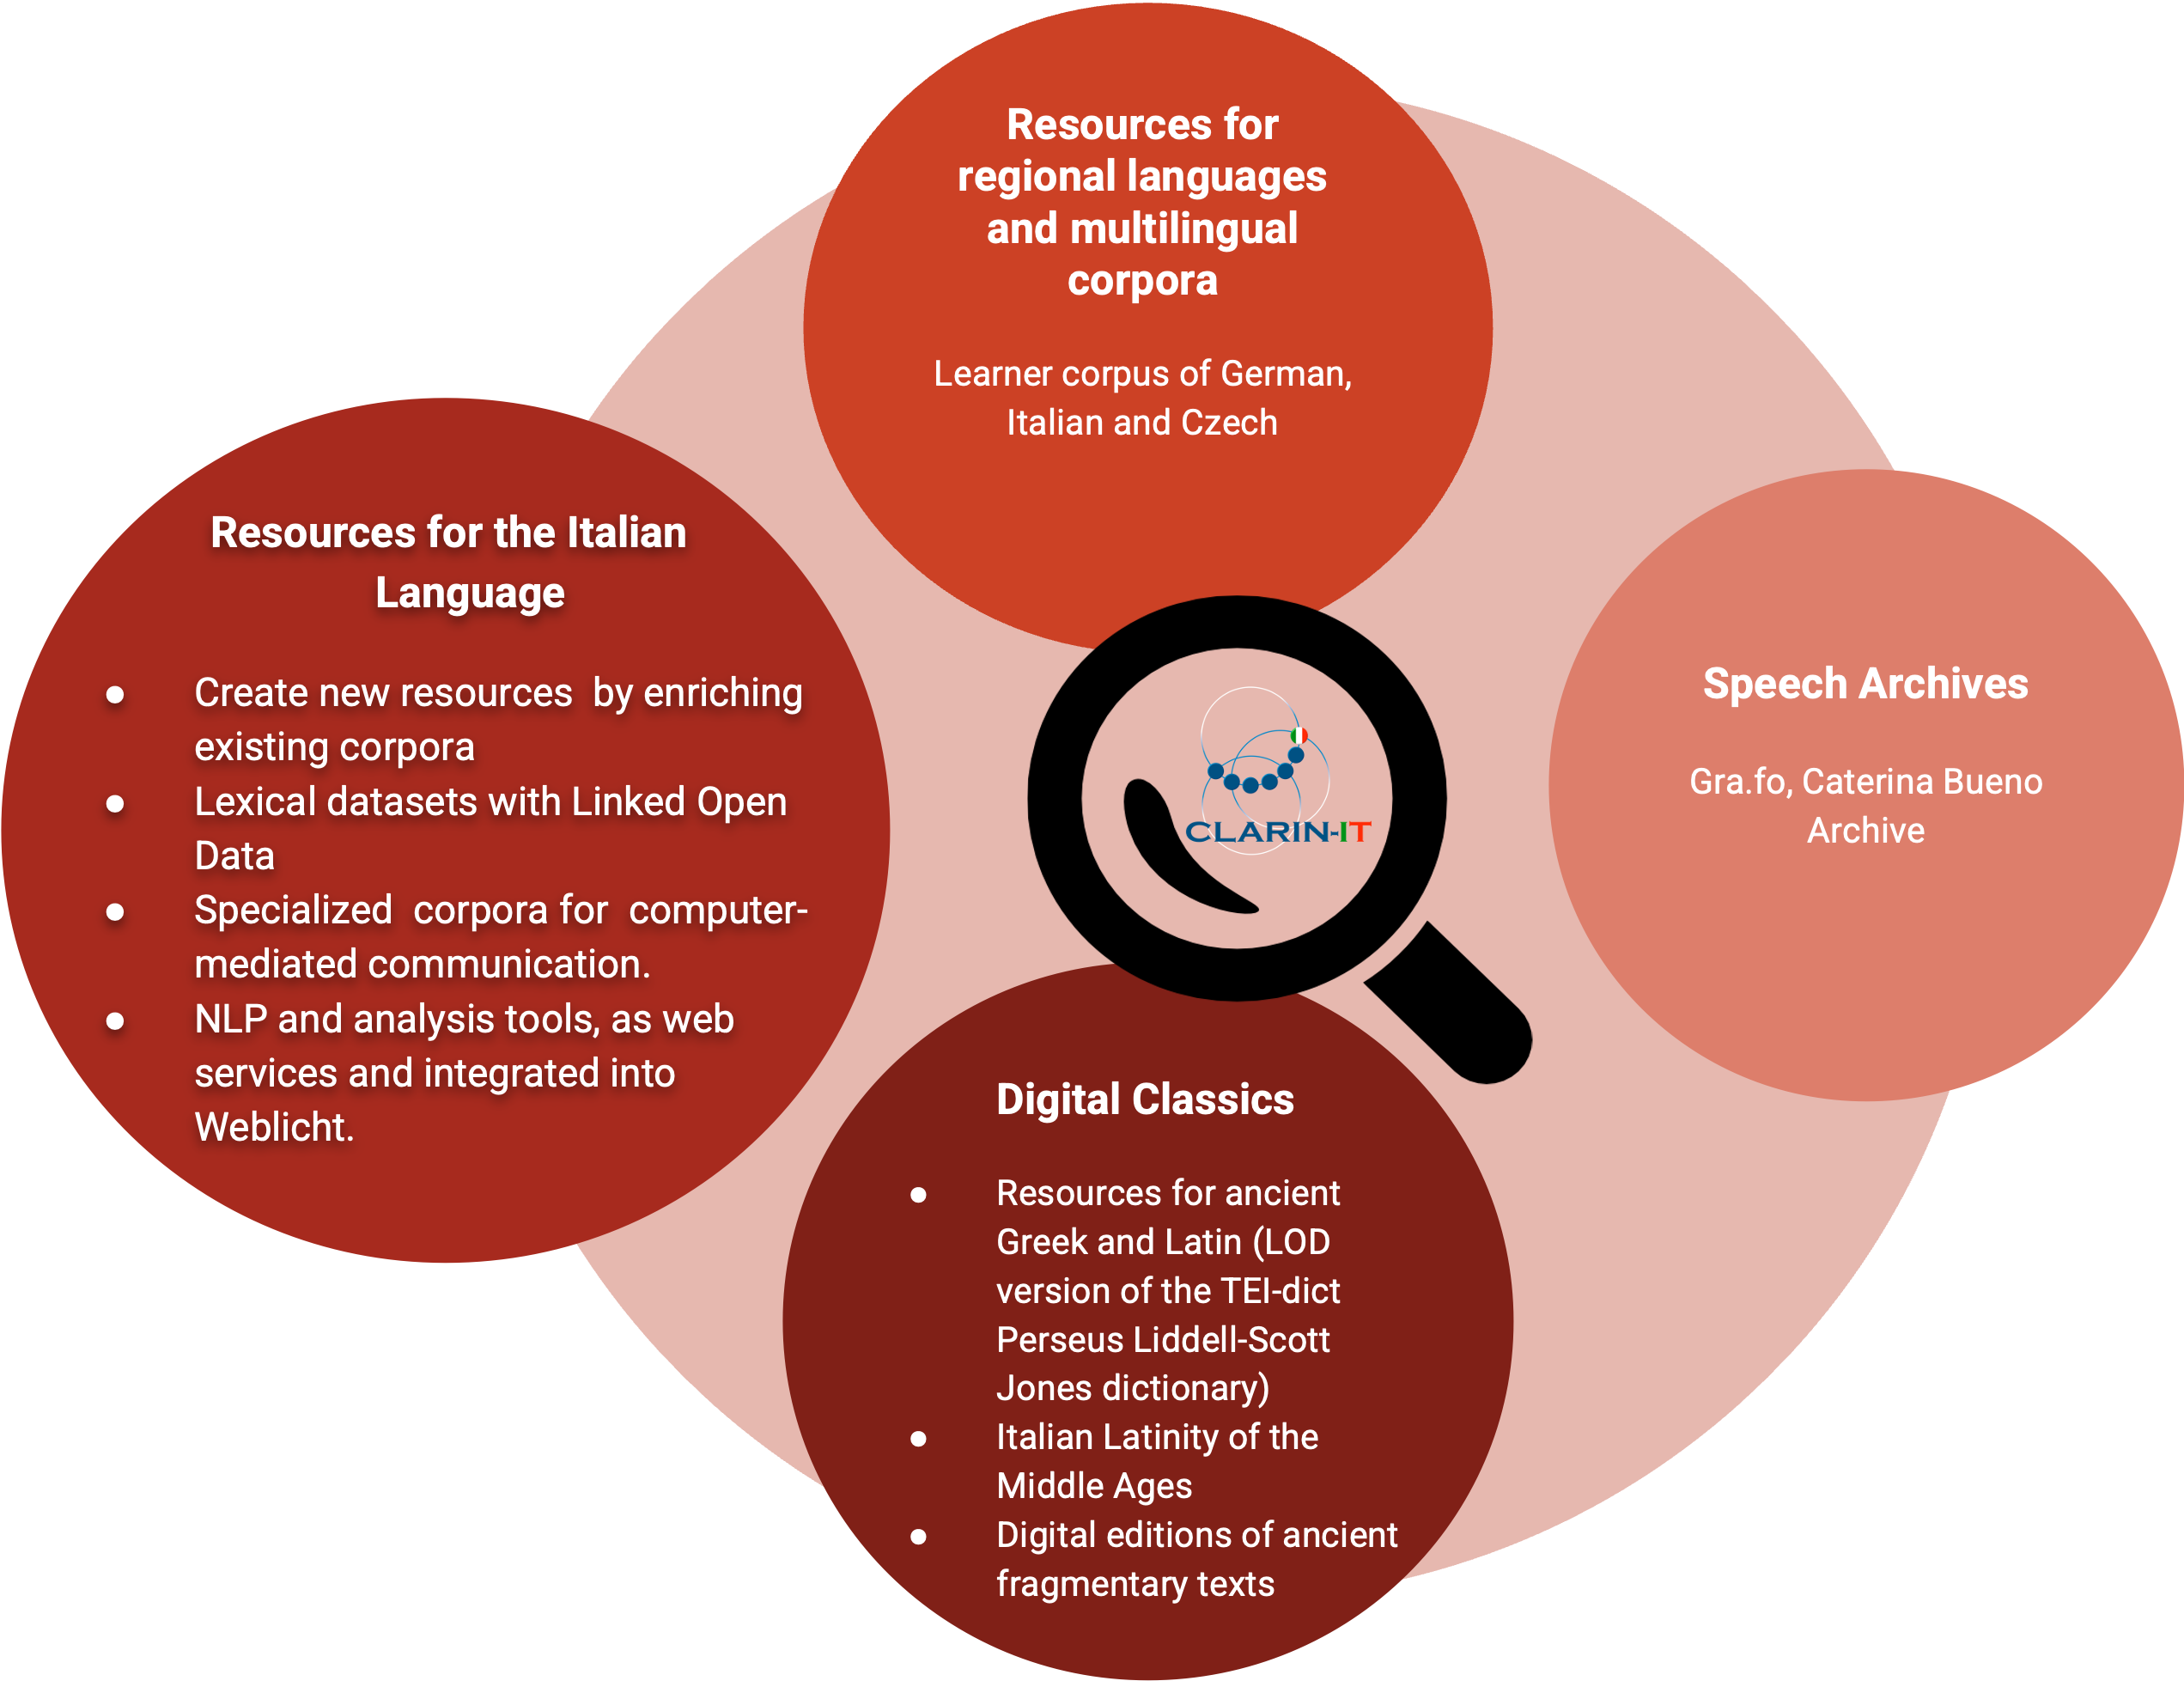 Resources for
regional languages
and multilingual
corpora
Learner corpus of German,
Italian and Czech
Resources for the Italian
Language
● Create new resources by enriching
existing corpora
● Lexical datasets with Linked Open
Data
● Specialized corpora for computer-
mediated communication.
● NLP and analysis tools, as web
services and integrated into
Weblicht.
CLARIN-IT
Speech Archives
Gra.fo, Caterina Bueno
Archive
Digital Classics
● Resources for ancient
Greek and Latin (LOD
version of the TEI-dict
Perseus Liddell-Scott
Jones dictionary)
● Italian Latinity of the
Middle Ages
● Digital editions of ancient
fragmentary texts